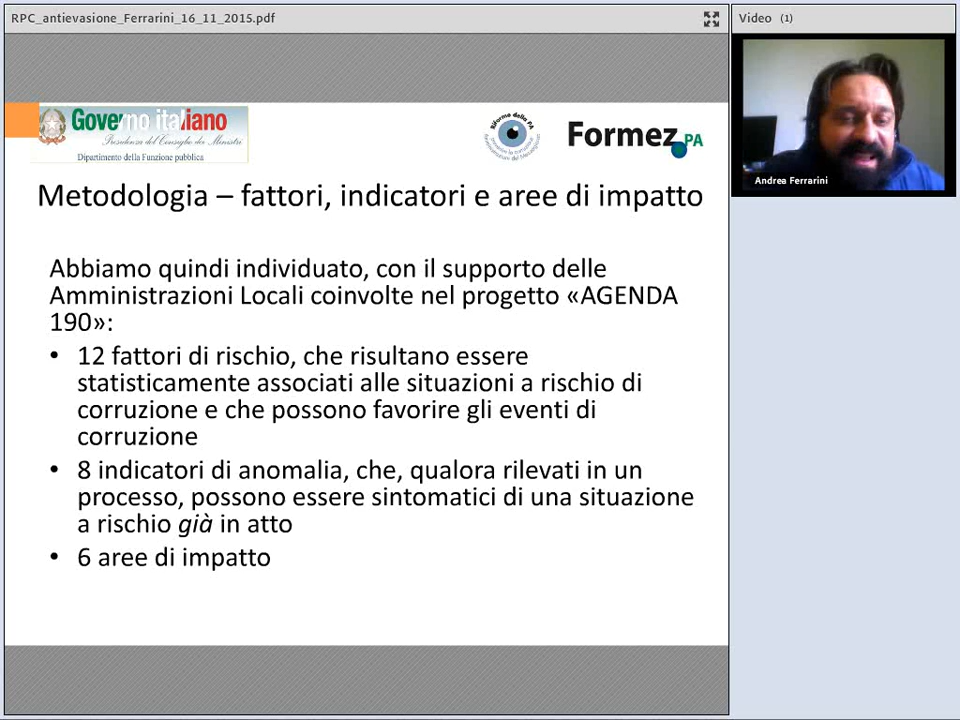 RPC_antievasione_Ferrarini_16_11_2015.pdf
Video (1)
Governo italiano
Presidenza del Consiglio dei Ministri
Dipartimento della Funzione pubblica
Riforme della PA
Formez PA
Andrea Ferrarini
Metodologia – fattori, indicatori e aree di impatto
Abbiamo quindi individuato, con il supporto delle
Amministrazioni Locali coinvolte nel progetto «AGENDA
190»:
• 12 fattori di rischio, che risultano essere
statisticamente associati alle situazioni a rischio di
corruzione e che possono favorire gli eventi di
corruzione
• 8 indicatori di anomalia, che, qualora rilevati in un
processo, possono essere sintomatici di una situazione
a rischio già in atto
• 6 aree di impatto